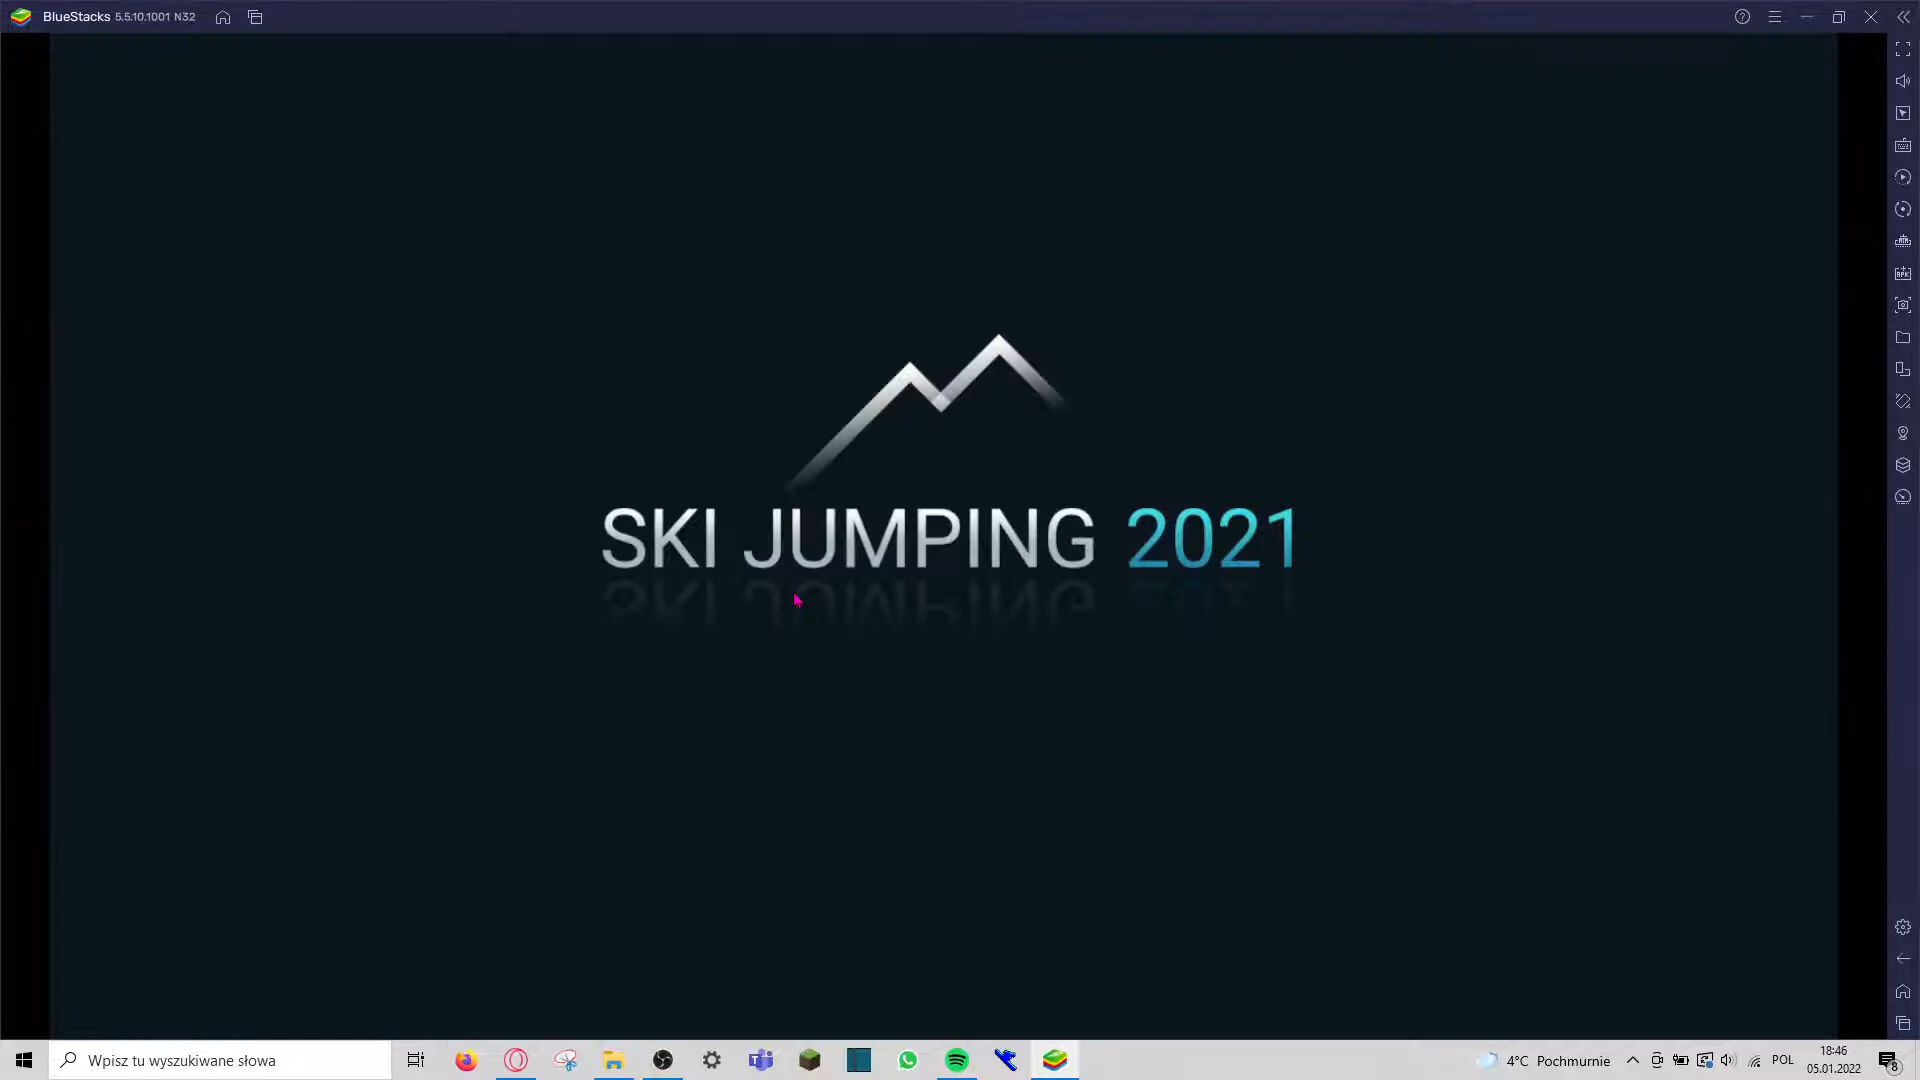 BlueStacks 5.5.10.1001 N32
SKI JUMPING 2021
Wpisz tu wyszukiwane słowa
4°C Pochmurnie
POL
18:46
05.01.2022
8